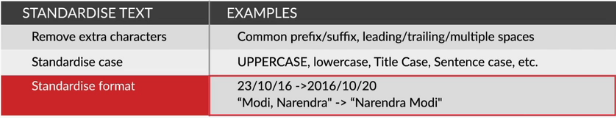 STANDARDISE TEXT EXAMPLES
Remove extra characters Common prefix/suffix, leading/trailing/multiple spaces
Standardise case UPPERCASE, lowercase, Title Case, Sentence case, etc.
Standardise format 23/10/16 ->2016/10/20
"Modi, Narendra" -> "Narendra Modi"